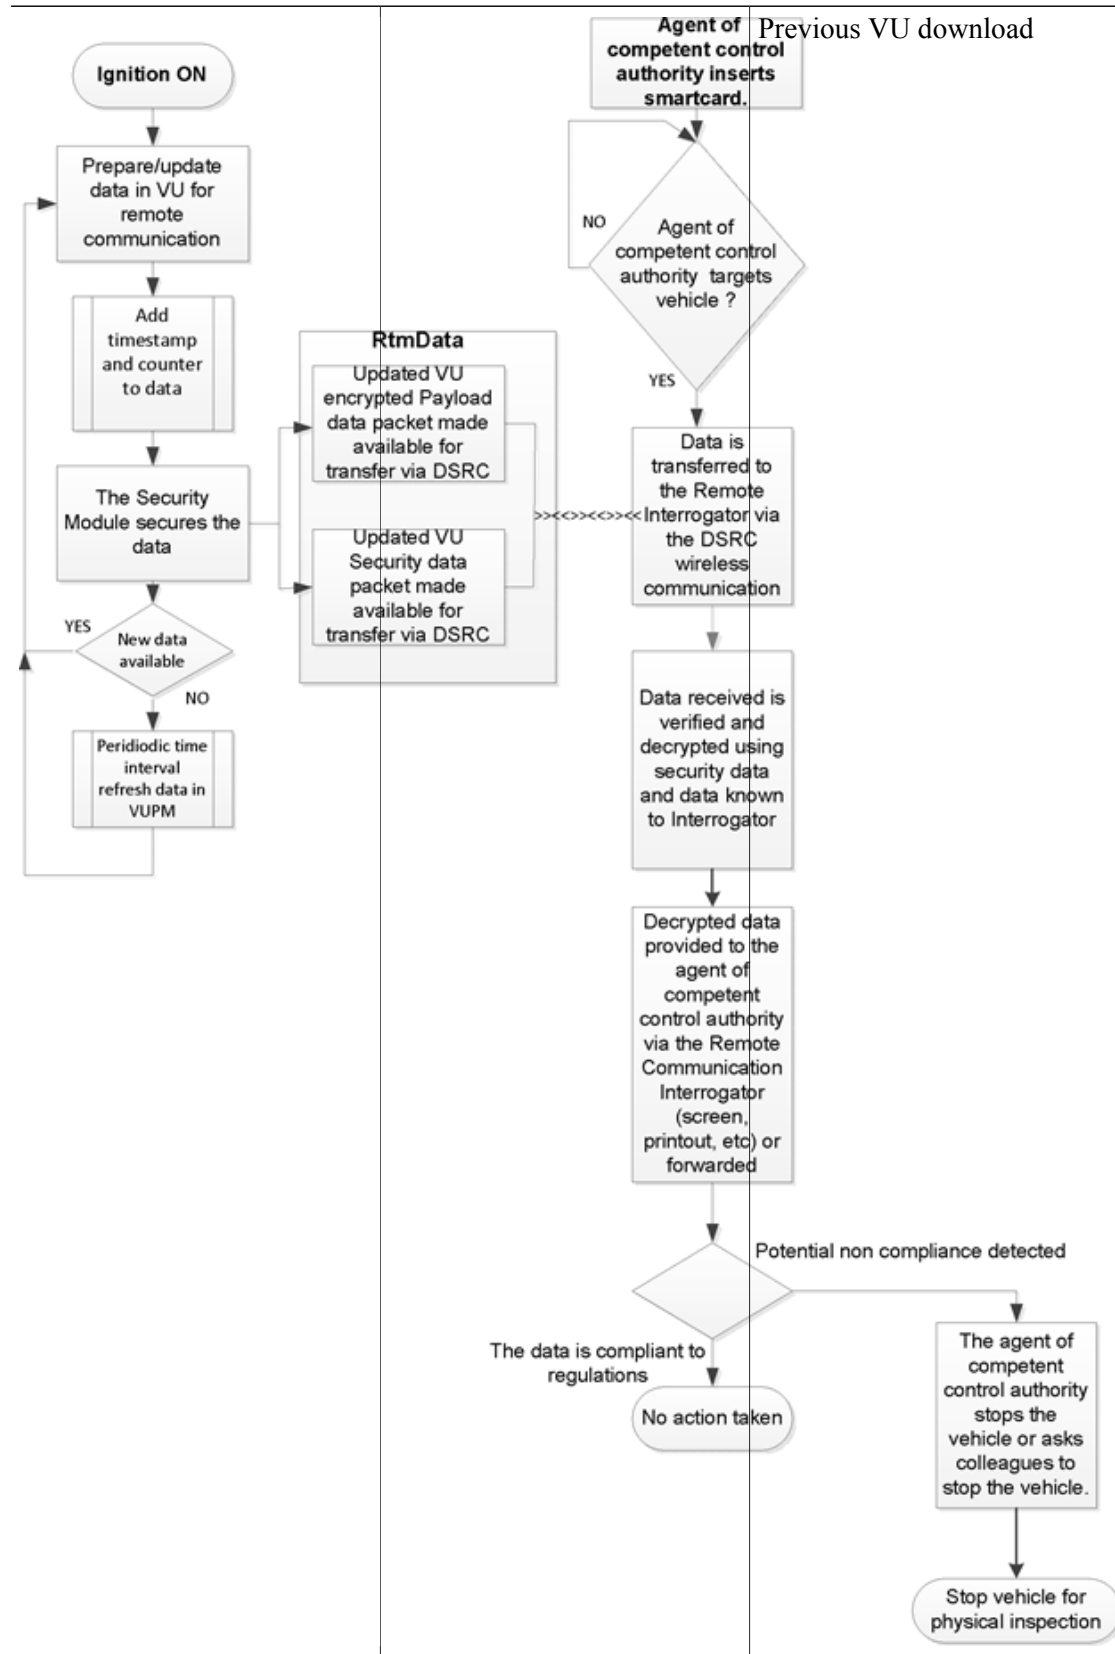 Previous VU download
Ignition ON
Prepare/update
data in VU for
remote
communication
Add
timestamp
and counter
to data
The Security
Module secures the
data
YES
New data
available
NO
Peridiodic time
interval
refresh data in
VUPM
RtmData
Updated VU
encrypted Payload
data packet made
available for
transfer via DSRC
Updated VU
Security data
packet made
available for
transfer via DSRC
>><<>><<>><<
Agent of
competent control
authority inserts
smartcard.
NO
Agent of
competent control
authority targets
vehicle ?
YES
Data is
transferred to
the Remote
Interrogator via
the DSRC
wireless
communication
Data received is
verified and
decrypted using
security data
and data known
to Interrogator
Decrypted data
provided to the
agent of
competent
control authority
via the Remote
Communication
Interrogator
(screen,
printout, etc) or
forwarded
Potential non compliance detected
The data is compliant to
regulations
No action taken
The agent of
competent
control authority
stops the
vehicle or asks
colleagues to
stop the vehicle.
Stop vehicle for
physical inspection